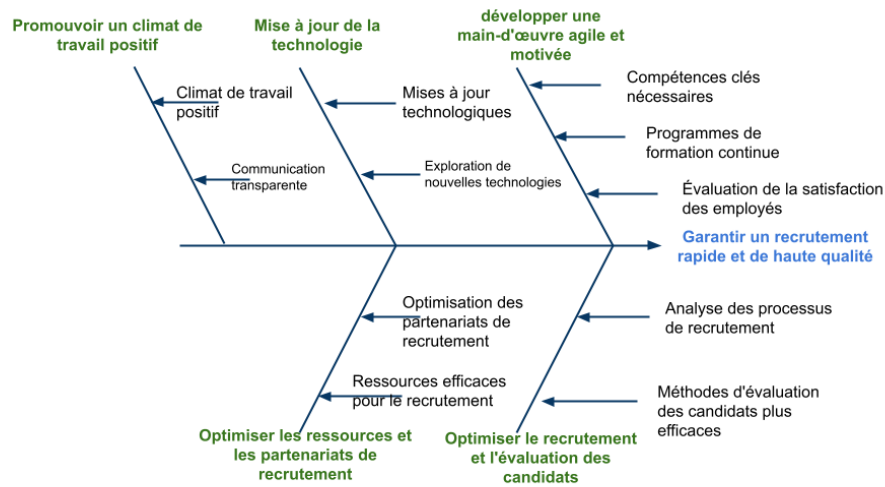 Promouvoir un climat de
travail positif
Mise à jour de la
technologie
développer une
main-d'œuvre agile et
motivée
Climat de travail
positif
Communication
transparente
Mises à jour
technologiques
Exploration de
nouvelles technologies
Compétences clés
nécessaires
Programmes de
formation continue
Évaluation de la satisfaction
des employés
Garantir un recrutement
rapide et de haute qualité
Optimisation des
partenariats de
recrutement
Ressources efficaces
pour le recrutement
Analyse des processus
de recrutement
Méthodes d'évaluation
des candidats plus
efficaces
Optimiser les ressources et
les partenariats de
recrutement
Optimiser le recrutement
et l'évaluation des
candidats